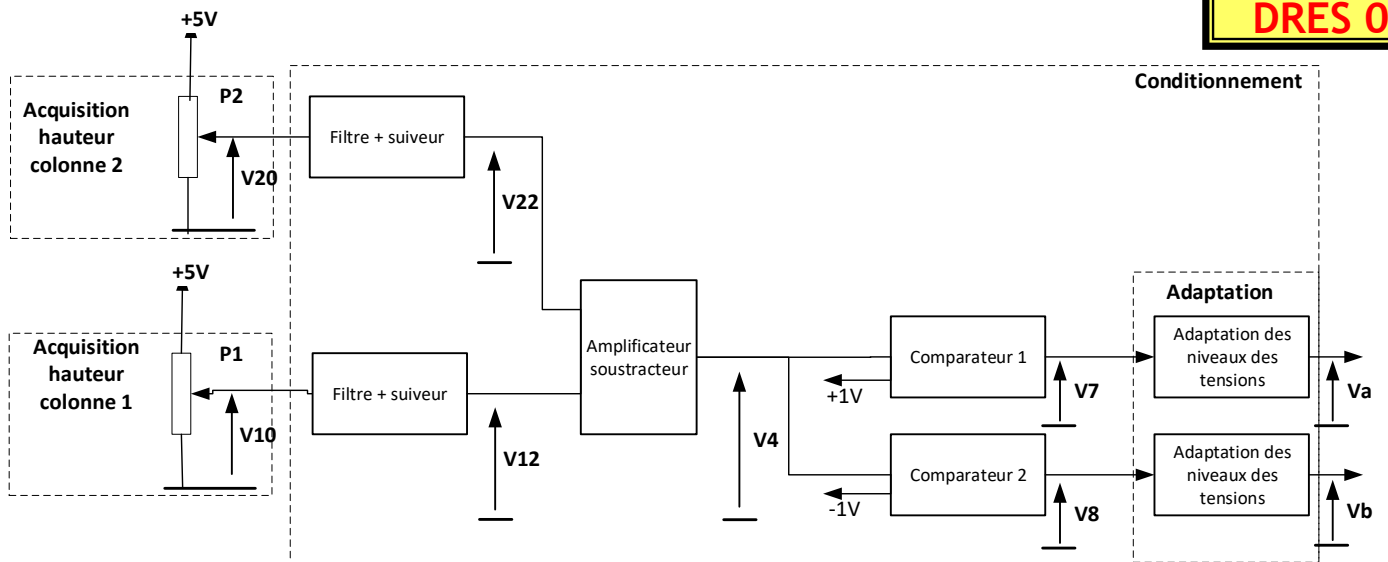 DRES 0
+5V
Conditionnement
P2
Acquisition
hauteur
colonne 2
Filtre + suiveur
V20
V22
+5V
Adaptation
Acquisition
hauteur
colonne 1
P1
Filtre + suiveur
V10
V12
Amplificateur
soustracteur
V4
Comparateur 1
+1V
V7
Adaptation des
niveaux des
tensions
Va
Comparateur 2
-1V
V8
Adaptation des
niveaux des
tensions
Vb